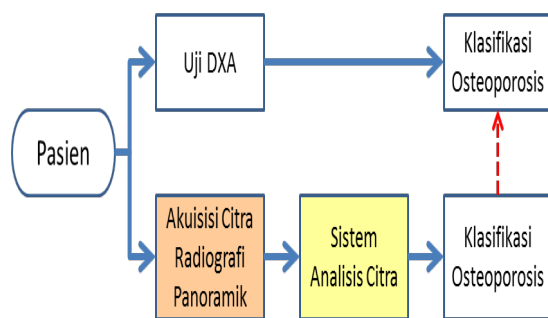 Pasien
Uji DXA
Klasifikasi
Osteoporosis
Akuisisi Citra
Radiografi
Panoramik
Sistem
Analisis Citra
Klasifikasi
Osteoporosis